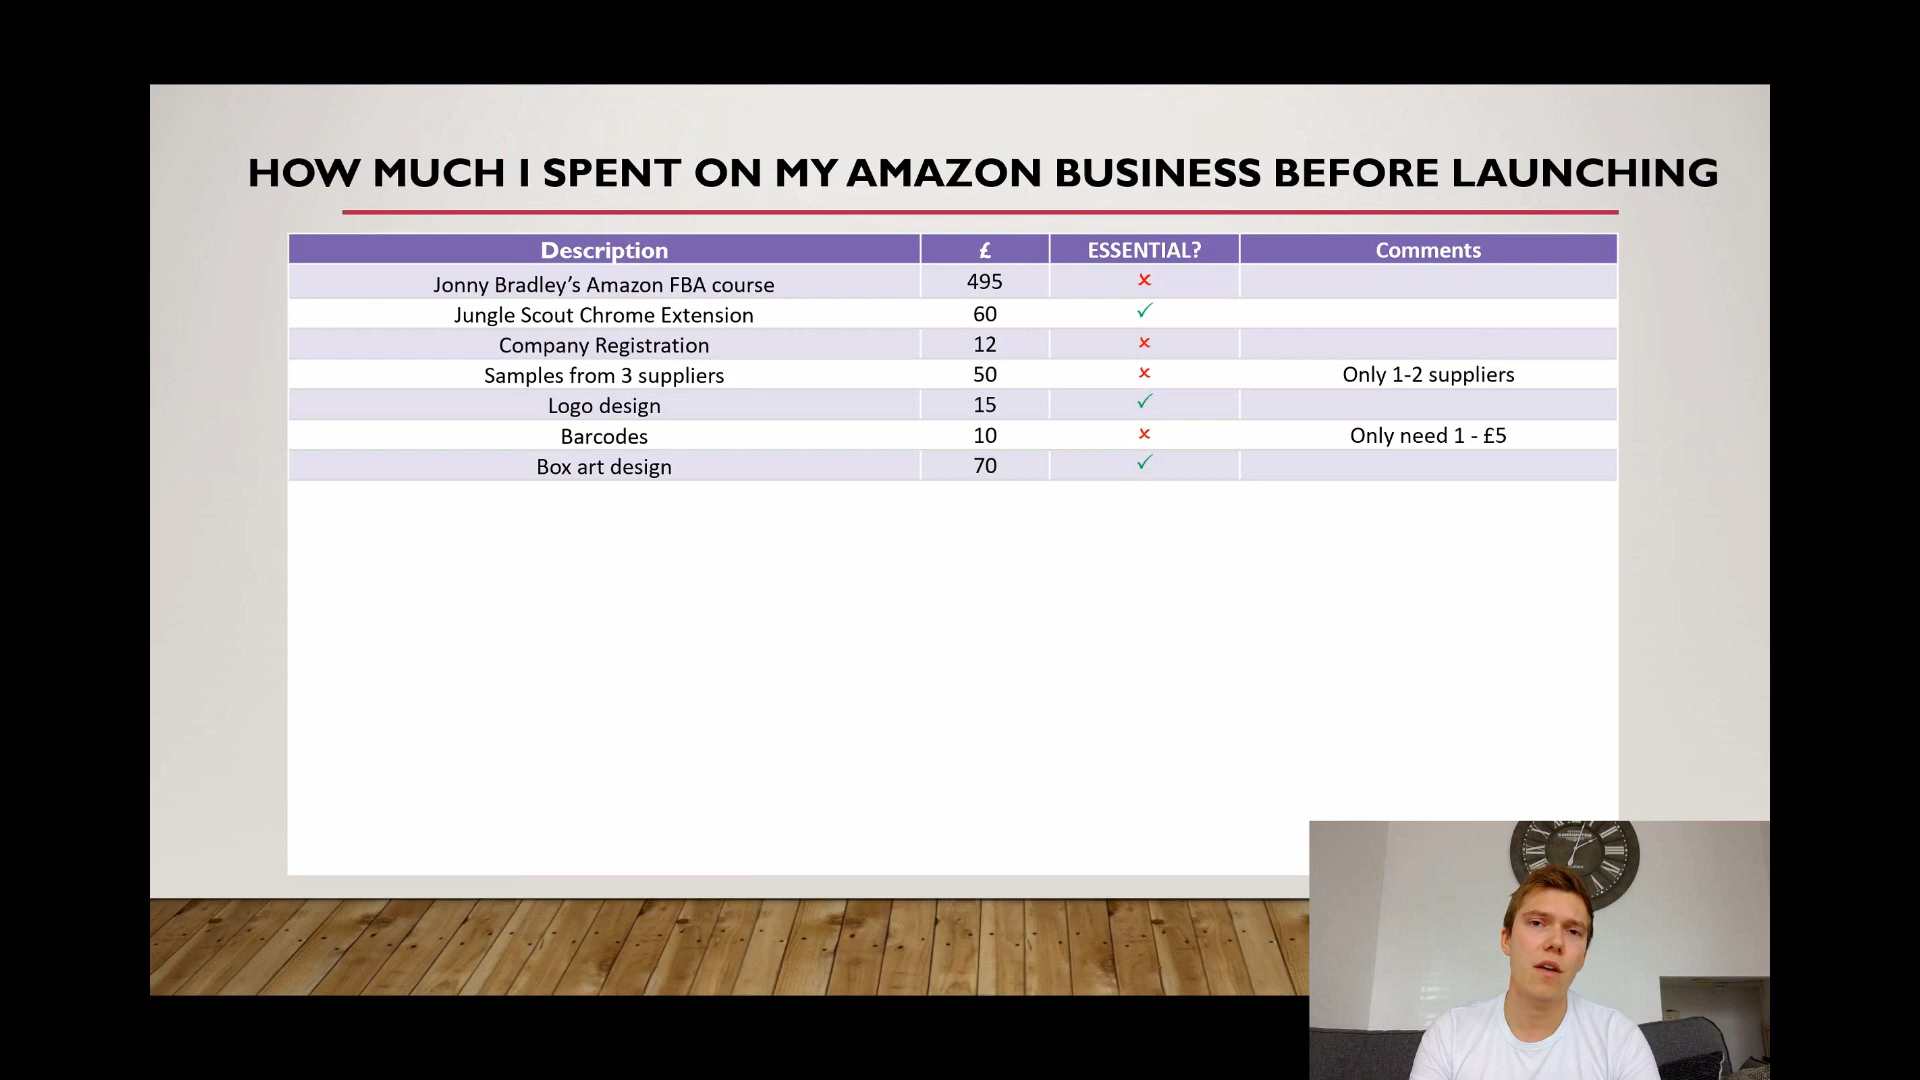 HOW MUCH I SPENT ON MY AMAZON BUSINESS BEFORE LAUNCHING
Description £ ESSENTIAL? Comments
Jonny Bradley’s Amazon FBA course 495 ✗
Jungle Scout Chrome Extension 60 ✓
Company Registration 12 ✗
Samples from 3 suppliers 50 ✗ Only 1-2 suppliers
Logo design 15 ✓
Barcodes 10 ✗ Only need 1 - £5
Box art design 70 ✓